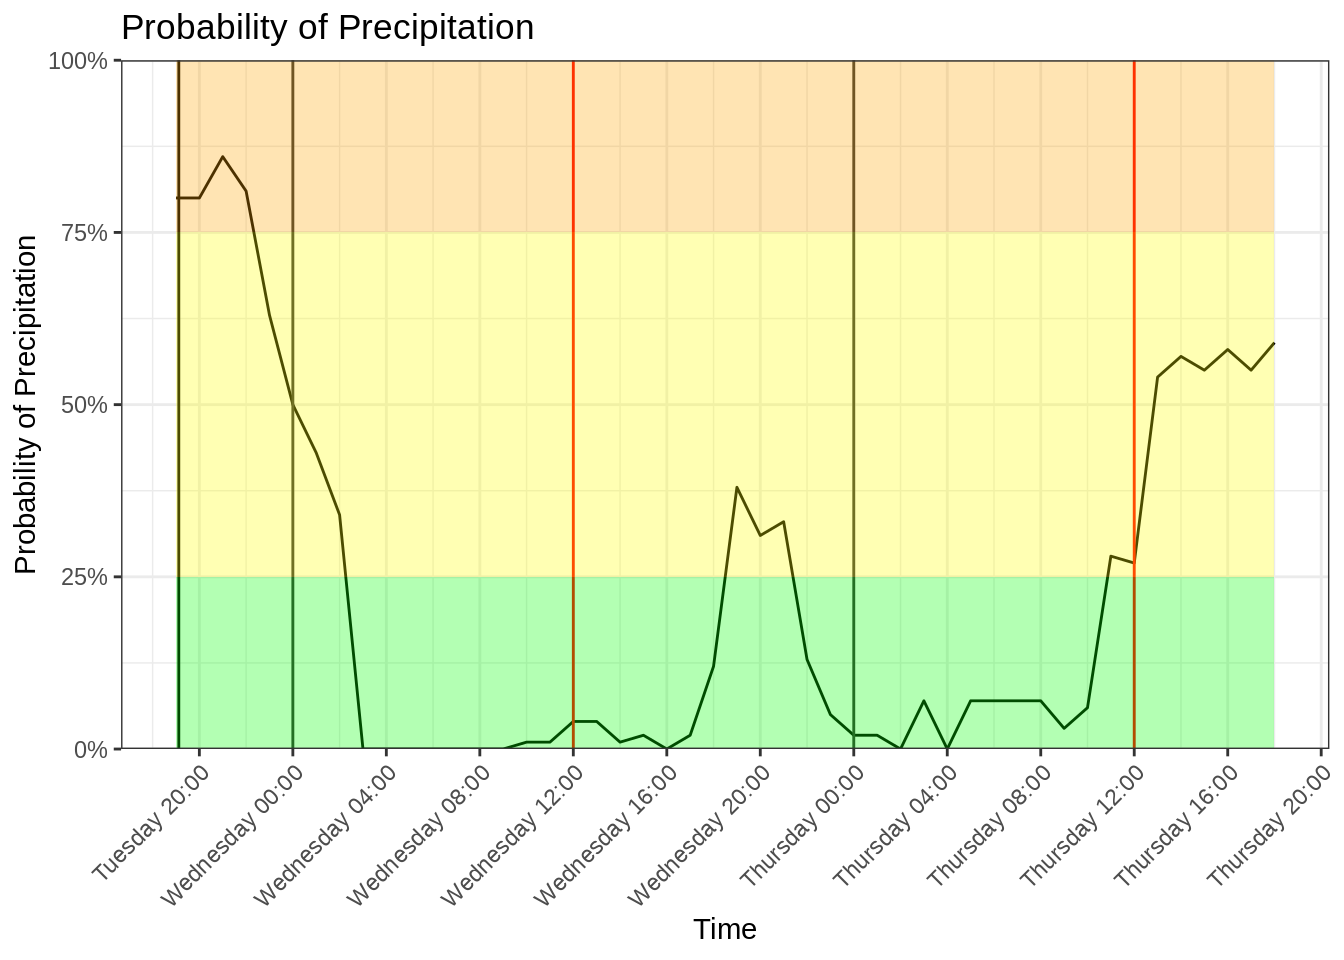 Probability of Precipitation
Probability of Precipitation
100%
75%
50%
25%
0%
Tuesday 20:00
Wednesday 00:00
Wednesday 04:00
Wednesday 08:00
Wednesday 12:00
Wednesday 16:00
Wednesday 20:00
Thursday 00:00
Thursday 04:00
Thursday 08:00
Thursday 12:00
Thursday 16:00
Thursday 20:00
Time